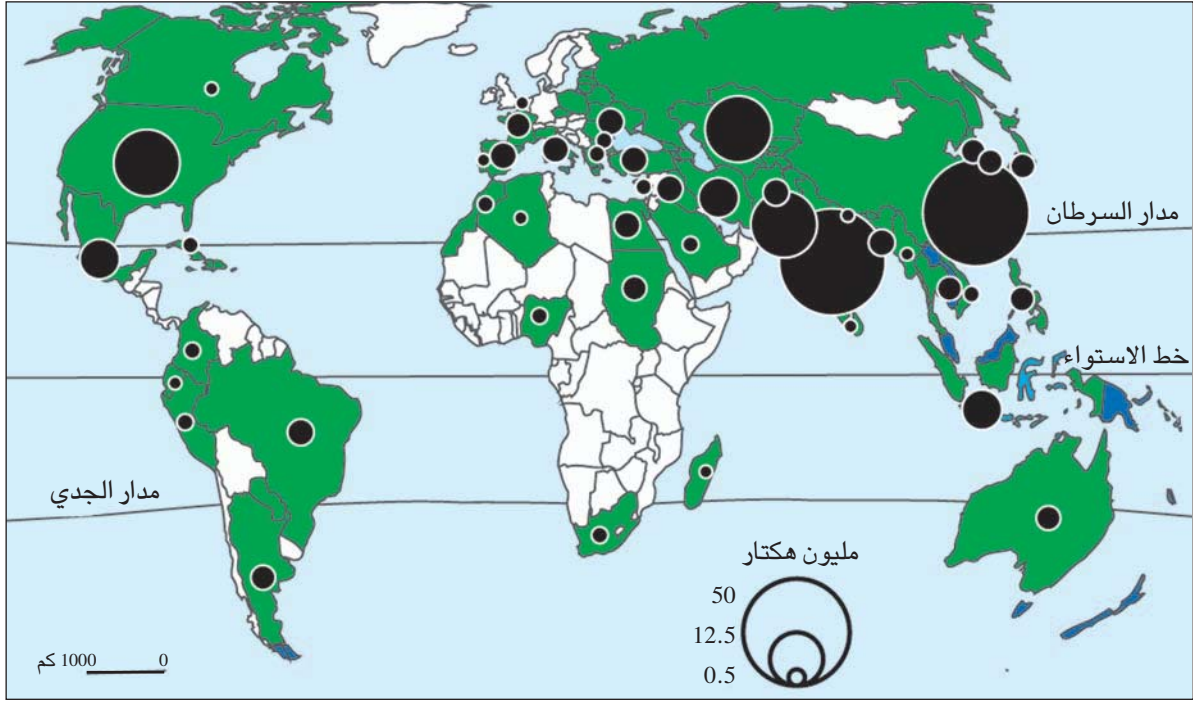 مدار السرطان
خط الاستواء
مدار الجدي
مليون هكتار
50
12.5
0.5
0 1000 كم